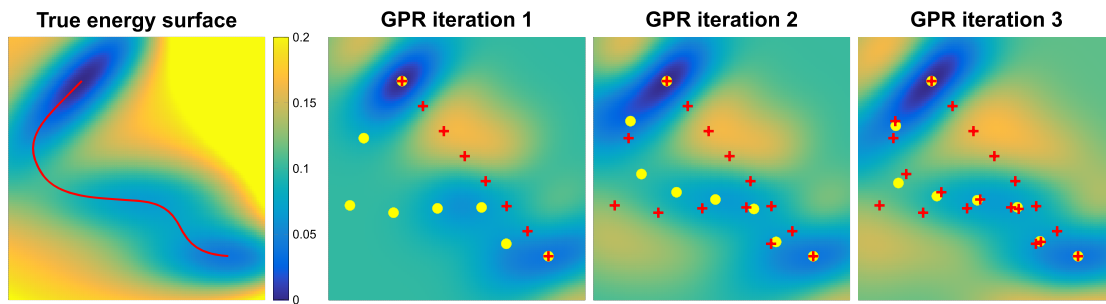 True energy surface
GPR iteration 1
GPR iteration 2
GPR iteration 3
0.2
0.15
0.1
0.05
0